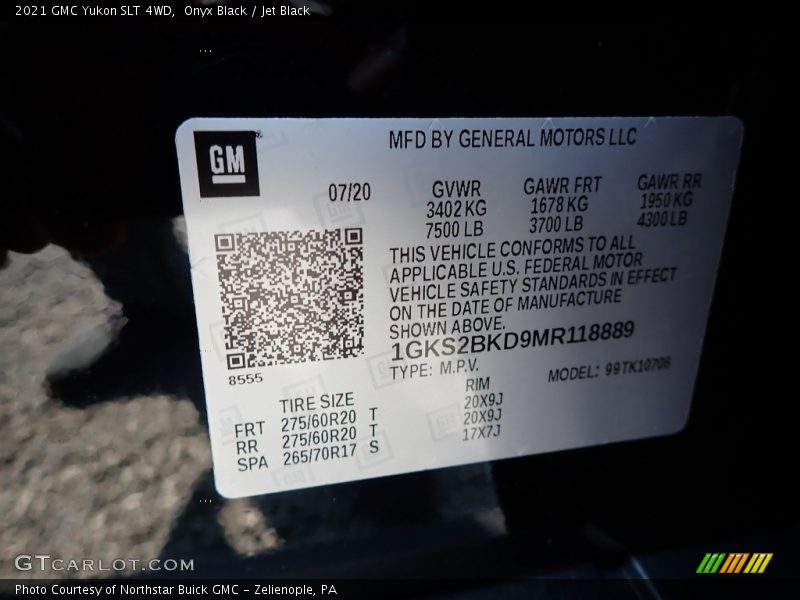 2021 GMC Yukon SLT 4WD, Onyx Black / Jet Black
GM
MFD BY GENERAL MOTORS LLC
07/20
GVWR GAWR FRT GAWR RR
3402 KG 1678 KG 1950 KG
7500 LB 3700 LB 4300 LB
THIS VEHICLE CONFORMS TO ALL
APPLICABLE U.S. FEDERAL MOTOR
VEHICLE SAFETY STANDARDS IN EFFECT
ON THE DATE OF MANUFACTURE
SHOWN ABOVE.
8555
1GKS2BKD9MR118889
TYPE: M.P.V. MODEL: 99TK10706
TIRE SIZE RIM
FRT 275/60R20 T 20X9J
RR 275/60R20 T 20X9J
SPA 265/70R17 S 17X7J
GTCARLOT.COM
Photo Courtesy of Northstar Buick GMC - Zelienople, PA